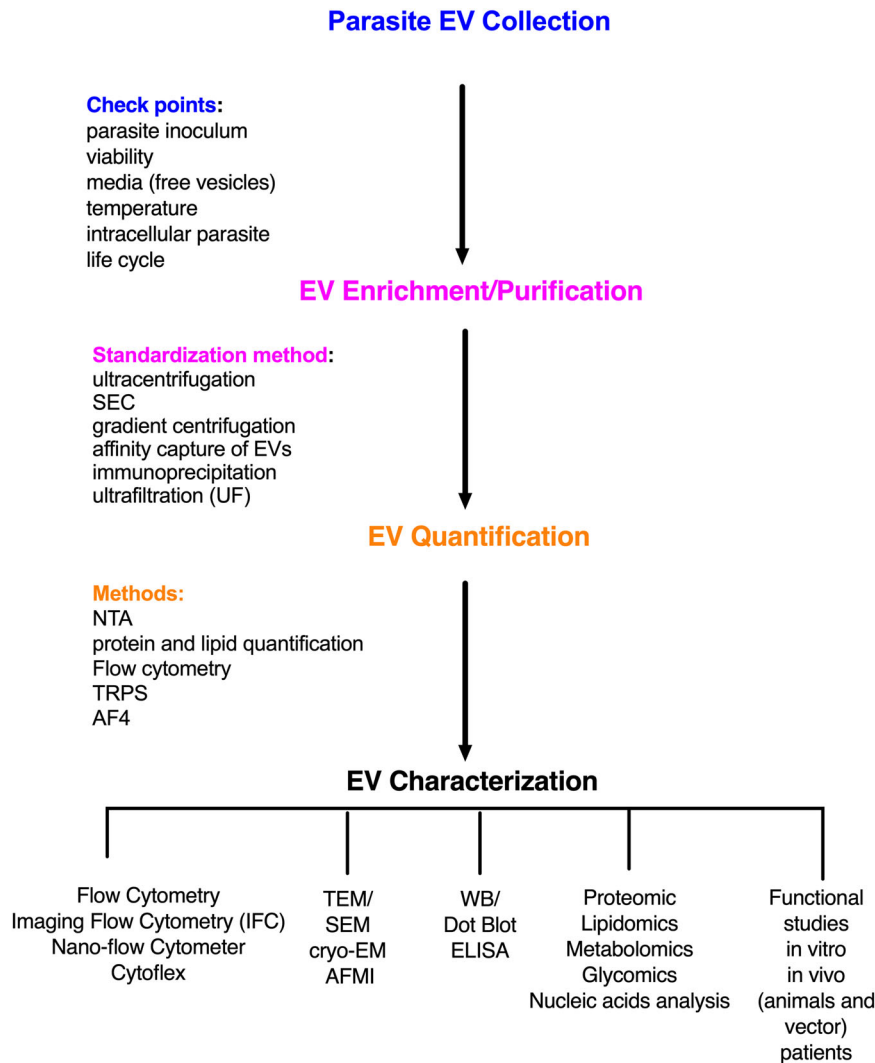 Parasite EV Collection
Check points:
parasite inoculum
viability
media (free vesicles)
temperature
intracellular parasite
life cycle
EV Enrichment/Purification
Standardization method:
ultracentrifugation
SEC
gradient centrifugation
affinity capture of EVs
immunoprecipitation
ultrafiltration (UF)
EV Quantification
Methods:
NTA
protein and lipid quantification
Flow cytometry
TRPS
AF4
EV Characterization
Flow Cytometry
Imaging Flow Cytometry (IFC)
Nano-flow Cytometer
Cytoflex
TEM/
SEM
cryo-EM
AFMI
WB/
Dot Blot
ELISA
Proteomic
Lipidomics
Metabolomics
Glycomics
Nucleic acids analysis
Functional
studies
in vitro
in vivo
(animals and
vector)
patients